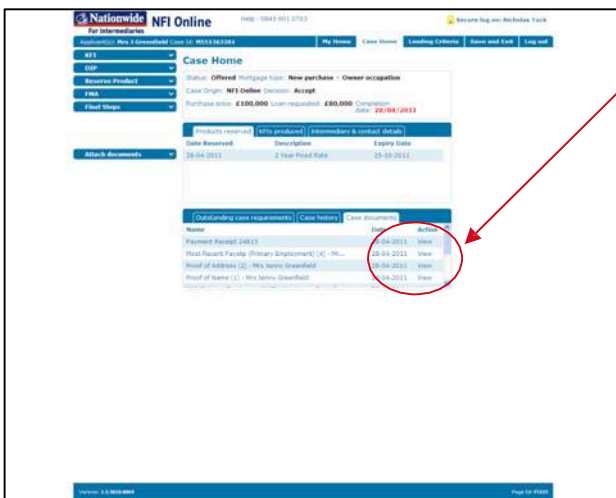 Nationwide
For Intermediaries
NFI Online
Help - 0845 601 0703
Secure log on: Nicholas Tuck
Applicant(s): Mrs J Greenfield Case Id:
My Home
Case Home
Lending Criteria
Save and Exit
Log out
KFI
DIP
Reserve Product
FMA
Final Steps
Attach documents
Case Home
Status: Offered Mortgage type: New purchase - Owner occupation
Case Origin: NFI Online Decision: Accept
Purchase price: £100,000 Loan requested: £80,000 Completion date: 28/04/2011
Products reserved
KFIs produced
Intermediary & contact details
Date Reserved Description Expiry Date
28-04-2011 2 Year Fixed Rate 25-10-2011
Outstanding case requirements
Case history
Case documents
Name Date Action
Payment Receipt 24613 28-04-2011 View
Most Recent Payslip (Primary Employment) (4) - Mr... 28-04-2011 View
Proof of Address (2) - Mrs Jenny Greenfield 28-04-2011 View
Proof of Name (1) - Mrs Jenny Greenfield 28-04-2011 View
Version:
Page Id: